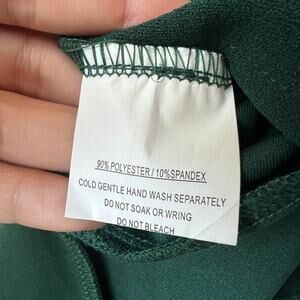 90% POLYESTER / 10%SPANDEX
COLD GENTLE HAND WASH SEPARATELY
DO NOT SOAK OR WRING
DO NOT BLEACH